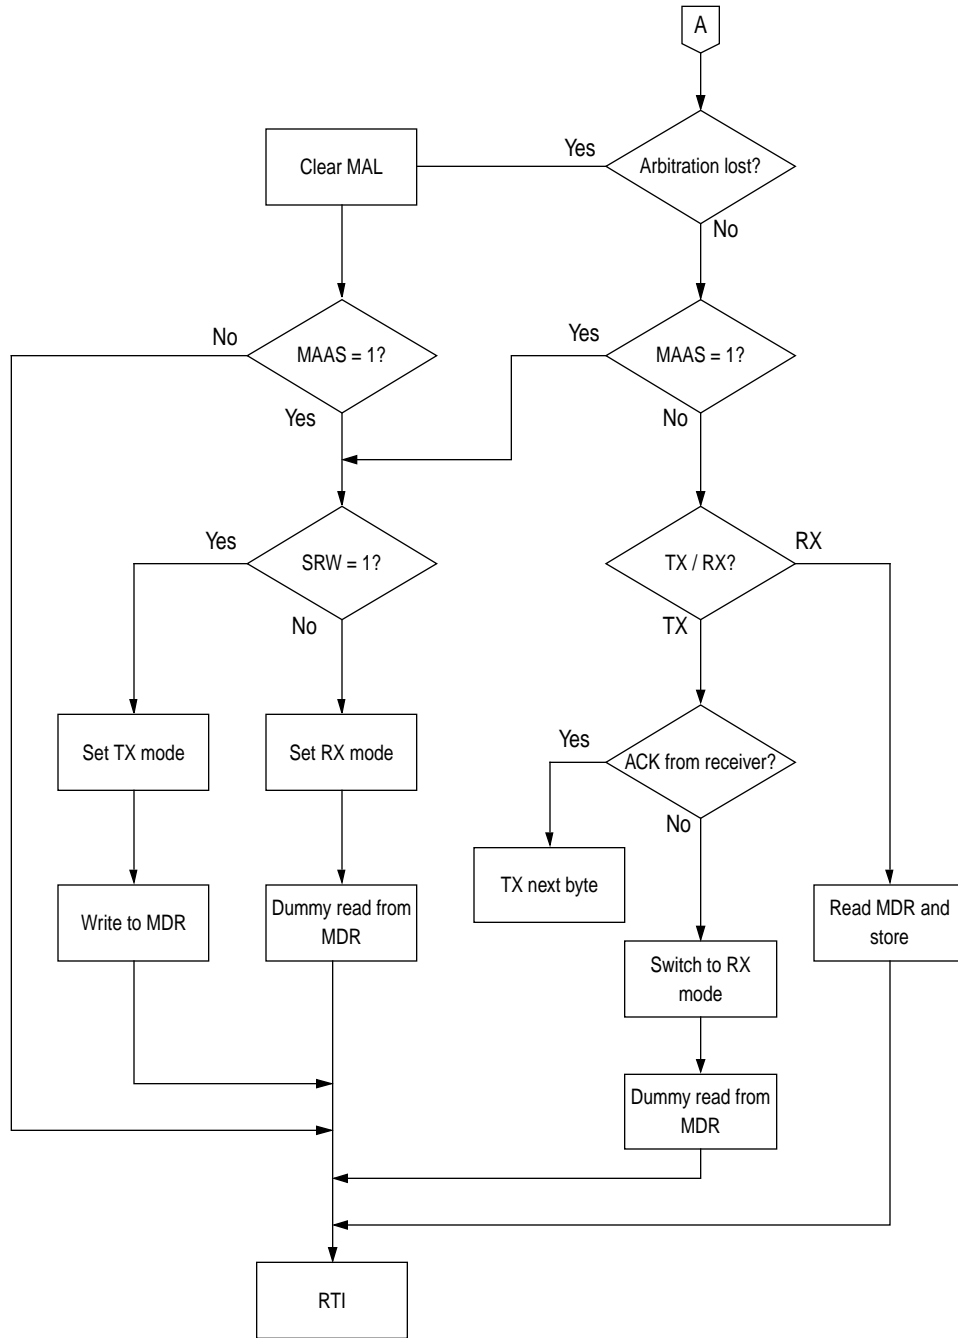 A
Yes
Clear MAL
Arbitration lost?
No
No
MAAS = 1?
Yes
MAAS = 1?
Yes
No
Yes
SRW = 1?
TX / RX?
RX
No
TX
Set TX mode
Set RX mode
Yes
ACK from receiver?
No
TX next byte
Write to MDR
Dummy read from
MDR
Read MDR and
store
Switch to RX
mode
Dummy read from
MDR
RTI